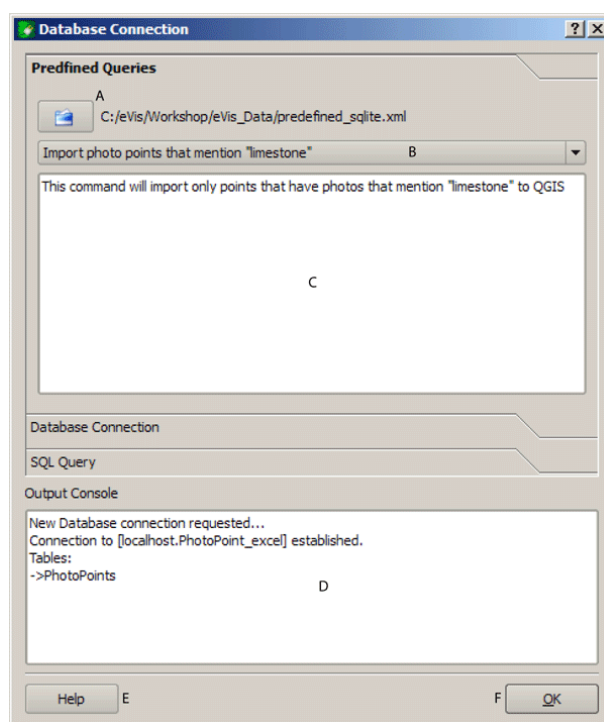 Database Connection
Predfined Queries
A
C:/eVis/Workshop/eVis_Data/predefined_sqlite.xml
Import photo points that mention "limestone" B
This command will import only points that have photos that mention "limestone" to QGIS
C
Database Connection
SQL Query
Output Console
New Database connection requested...
Connection to [localhost.PhotoPoint_excel] established.
Tables:
->PhotoPoints
D
Help E F OK